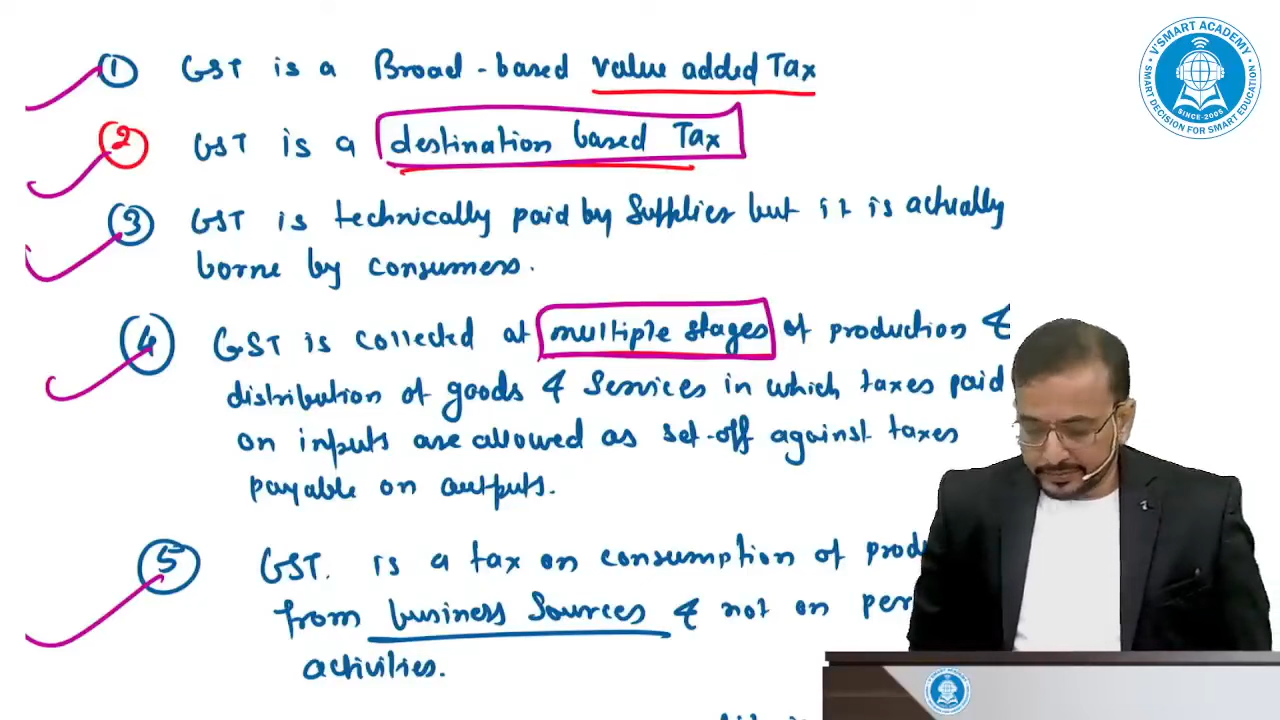 ① GST is a Broad-based value added Tax
② GST is a destination based Tax
③ GST is technically paid by supplier but it is actually
borne by consumers.
④ GST is collected at multiple stages of production &
distribution of goods & services in which taxes paid
on inputs are allowed as set-off against taxes
payable on outputs.
⑤ GST. is a tax on consumption of
from business sources & not on
activities.
V'SMART ACADEMY
SINCE-2005
SMART DECISION FOR SMART EDUCATION